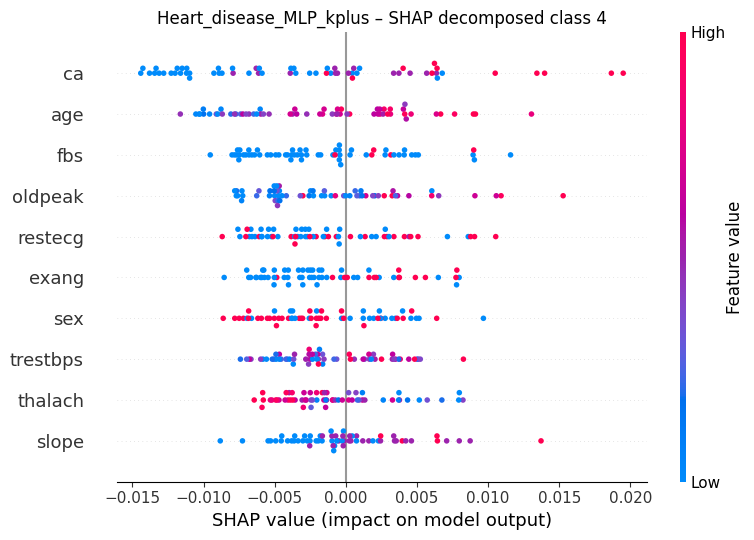 Heart_disease_MLP_kplus – SHAP decomposed class 4
High
ca
age
fbs
oldpeak
restecg
exang
sex
trestbps
thalach
slope
Feature value
Low
−0.015 −0.010 −0.005 0.000 0.005 0.010 0.015 0.020
SHAP value (impact on model output)